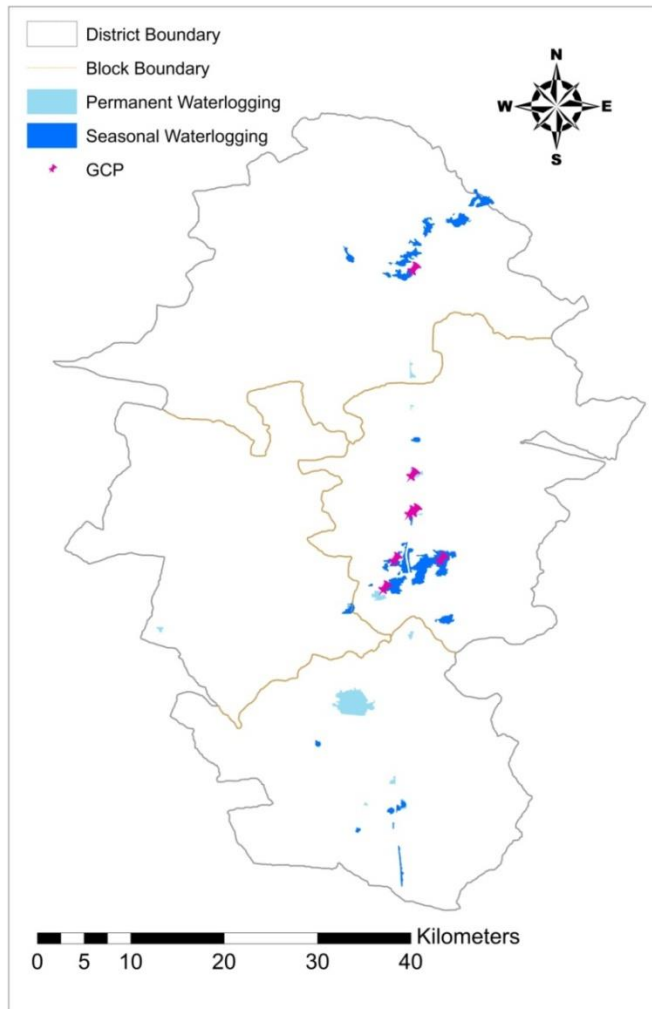 District Boundary
Block Boundary
Permanent Waterlogging
Seasonal Waterlogging
GCP
N
W E
S
Kilometers
0 5 10 20 30 40